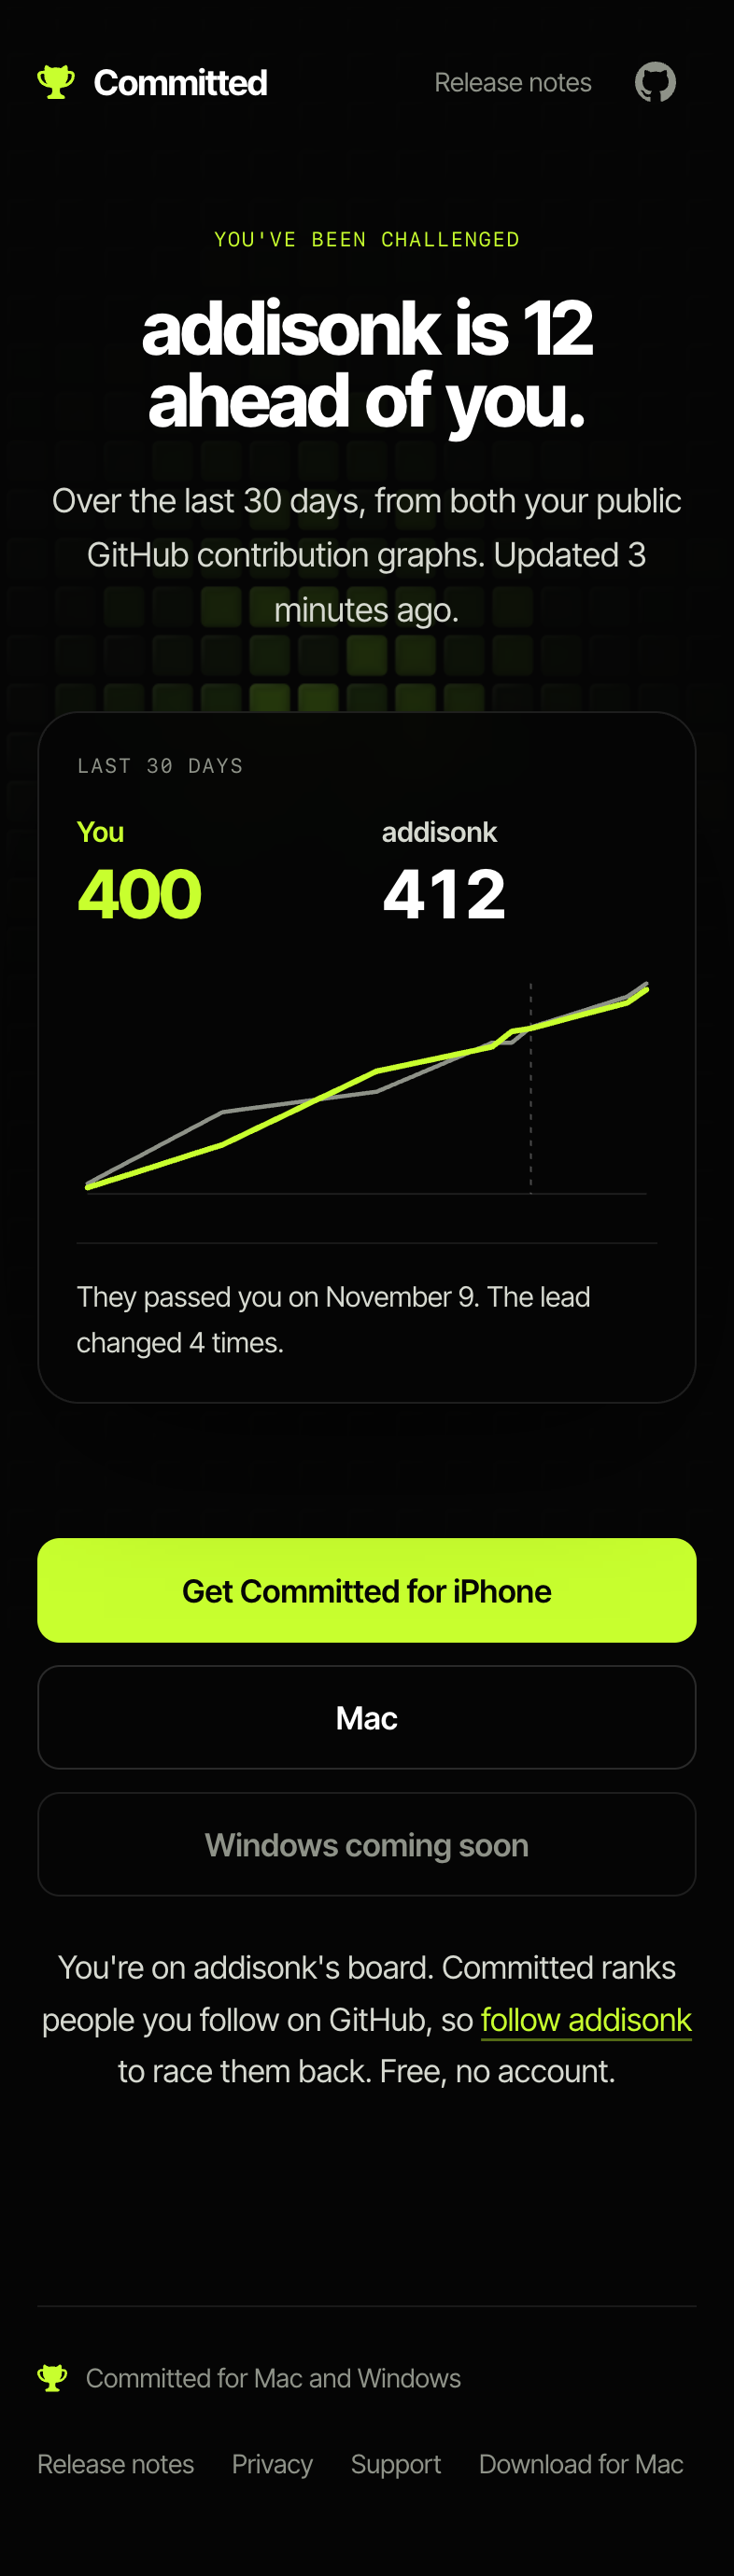 Committed
Release notes
YOU'VE BEEN CHALLENGED
addisonk is 12
ahead of you.
Over the last 30 days, from both your public
GitHub contribution graphs. Updated 3
minutes ago.
LAST 30 DAYS
You
addisonk
400
412
They passed you on November 9. The lead
changed 4 times.
Get Committed for iPhone
Mac
Windows coming soon
You're on addisonk's board. Committed ranks
people you follow on GitHub, so follow addisonk
to race them back. Free, no account.
Committed for Mac and Windows
Release notes
Privacy
Support
Download for Mac